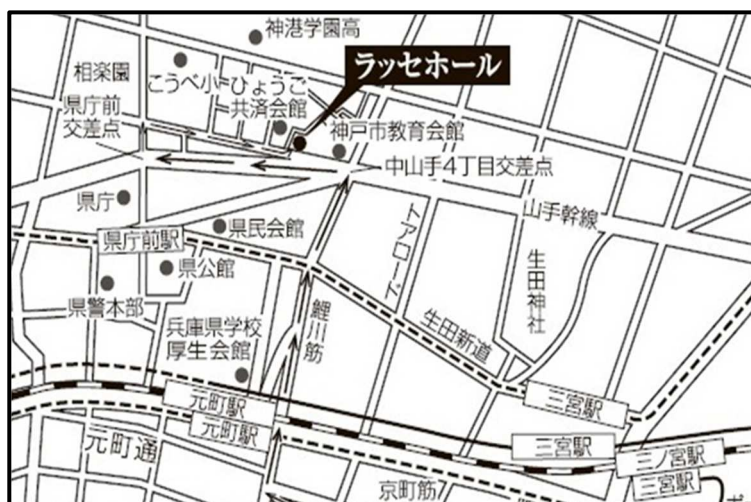 神港学園高
ラッセホール
相楽園
こうべ小
ひょうご
共済会館
県庁前
交差点
神戸市教育会館
中山手4丁目交差点
県庁
県民会館
トアロード
山手幹線
県庁前駅
県公館
生田神社
県警本部
鯉川筋
生田新道
兵庫県学校
厚生会館
元町駅
三宮駅
元町駅
元町通
三宮駅
三ノ宮駅
三宮駅
京町筋